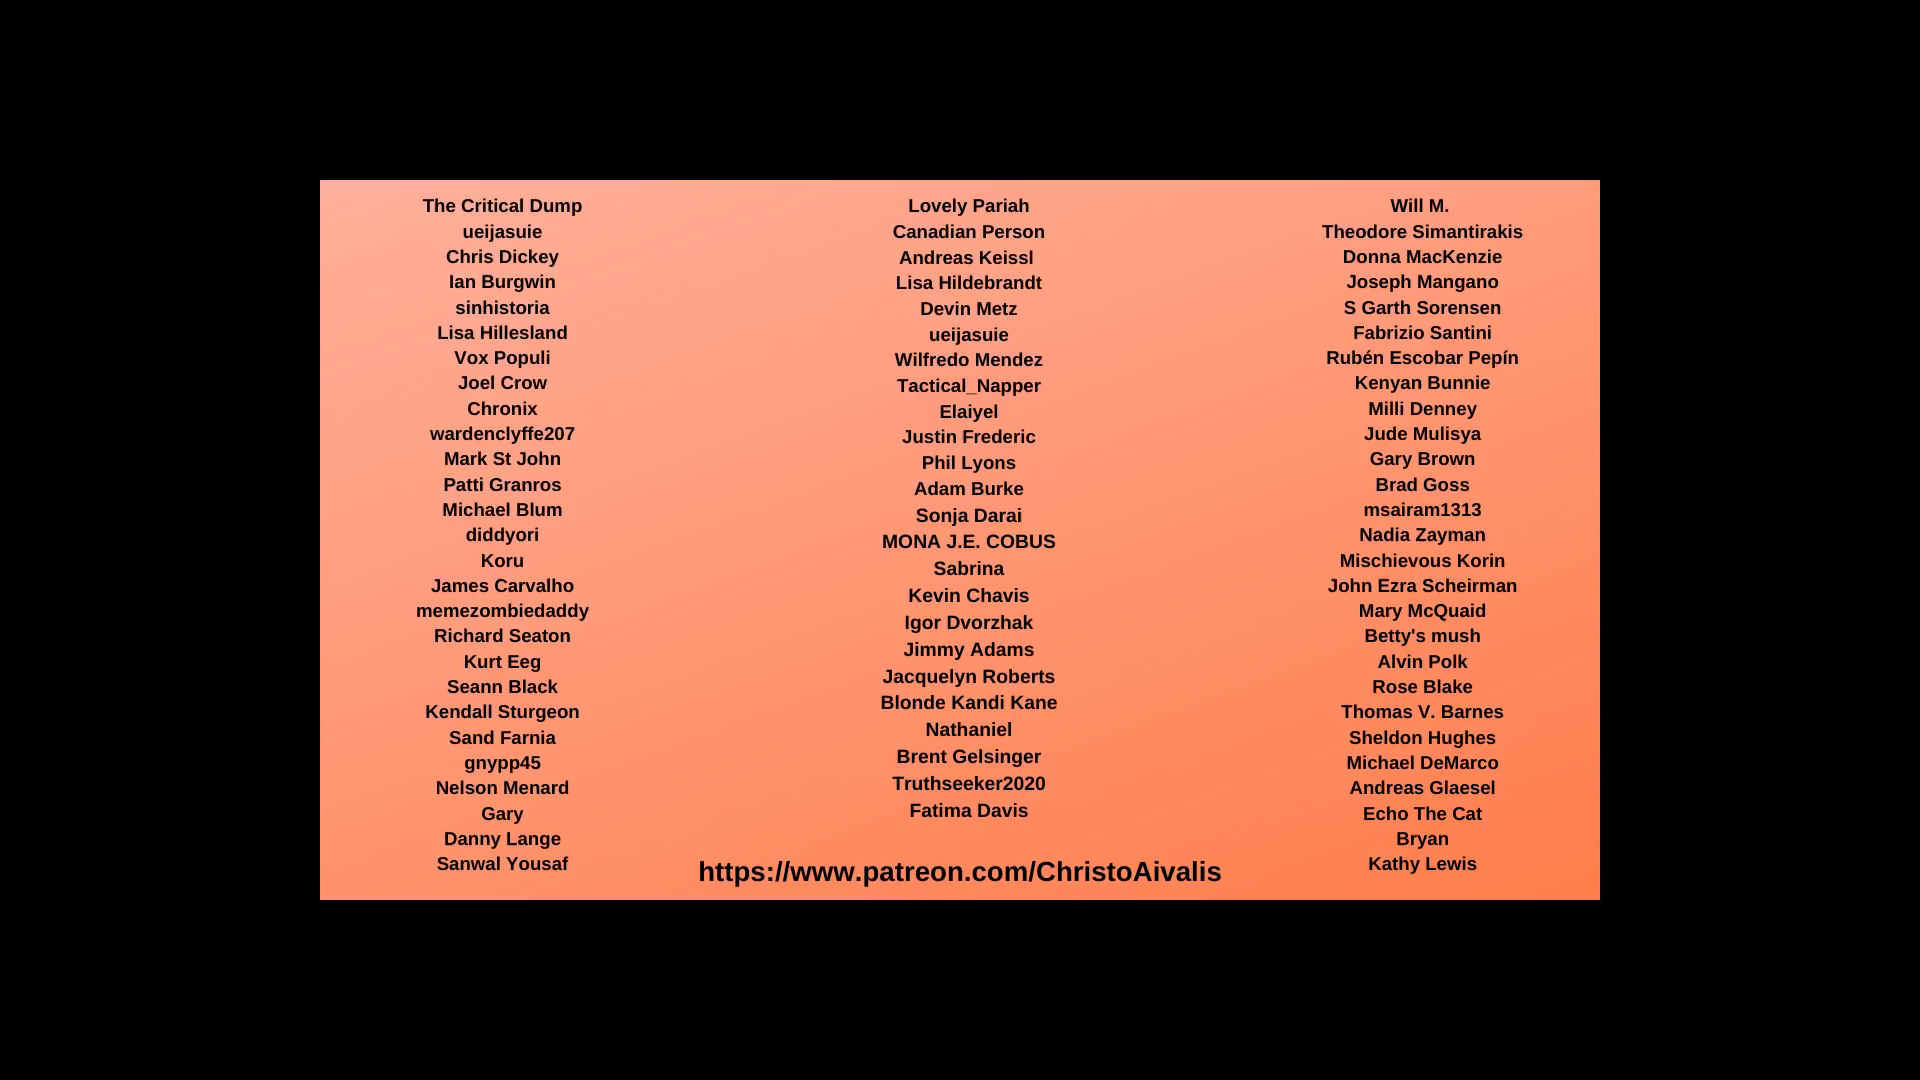 The Critical Dump
ueijasuie
Chris Dickey
Ian Burgwin
sinhistoria
Lisa Hillesland
Vox Populi
Joel Crow
Chronix
wardenclyffe207
Mark St John
Patti Granros
Michael Blum
diddyori
Koru
James Carvalho
memezombiedaddy
Richard Seaton
Kurt Eeg
Seann Black
Kendall Sturgeon
Sand Farnia
gnypp45
Nelson Menard
Gary
Danny Lange
Sanwal Yousaf
Lovely Pariah
Canadian Person
Andreas Keissl
Lisa Hildebrandt
Devin Metz
ueijasuie
Wilfredo Mendez
Tactical_Napper
Elaiyel
Justin Frederic
Phil Lyons
Adam Burke
Sonja Darai
MONA J.E. COBUS
Sabrina
Kevin Chavis
Igor Dvorzhak
Jimmy Adams
Jacquelyn Roberts
Blonde Kandi Kane
Nathaniel
Brent Gelsinger
Truthseeker2020
Fatima Davis
Will M.
Theodore Simantirakis
Donna MacKenzie
Joseph Mangano
S Garth Sorensen
Fabrizio Santini
Rubén Escobar Pepín
Kenyan Bunnie
Milli Denney
Jude Mulisya
Gary Brown
Brad Goss
msairam1313
Nadia Zayman
Mischievous Korin
John Ezra Scheirman
Mary McQuaid
Betty's mush
Alvin Polk
Rose Blake
Thomas V. Barnes
Sheldon Hughes
Michael DeMarco
Andreas Glaesel
Echo The Cat
Bryan
Kathy Lewis
https://www.patreon.com/ChristoAivalis